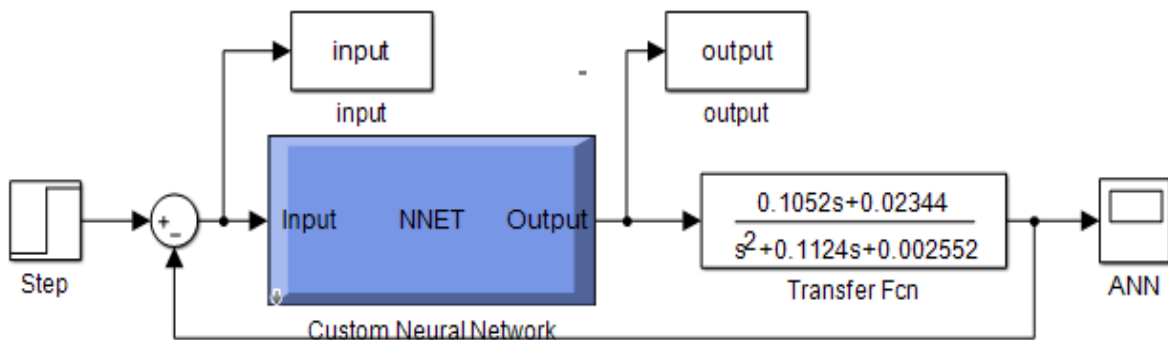 input
output
input
output
+
−
Input NNET Output
0.1052s+0.02344
s²+0.1124s+0.002552
Step
Transfer Fcn
ANN
Custom Neural Network